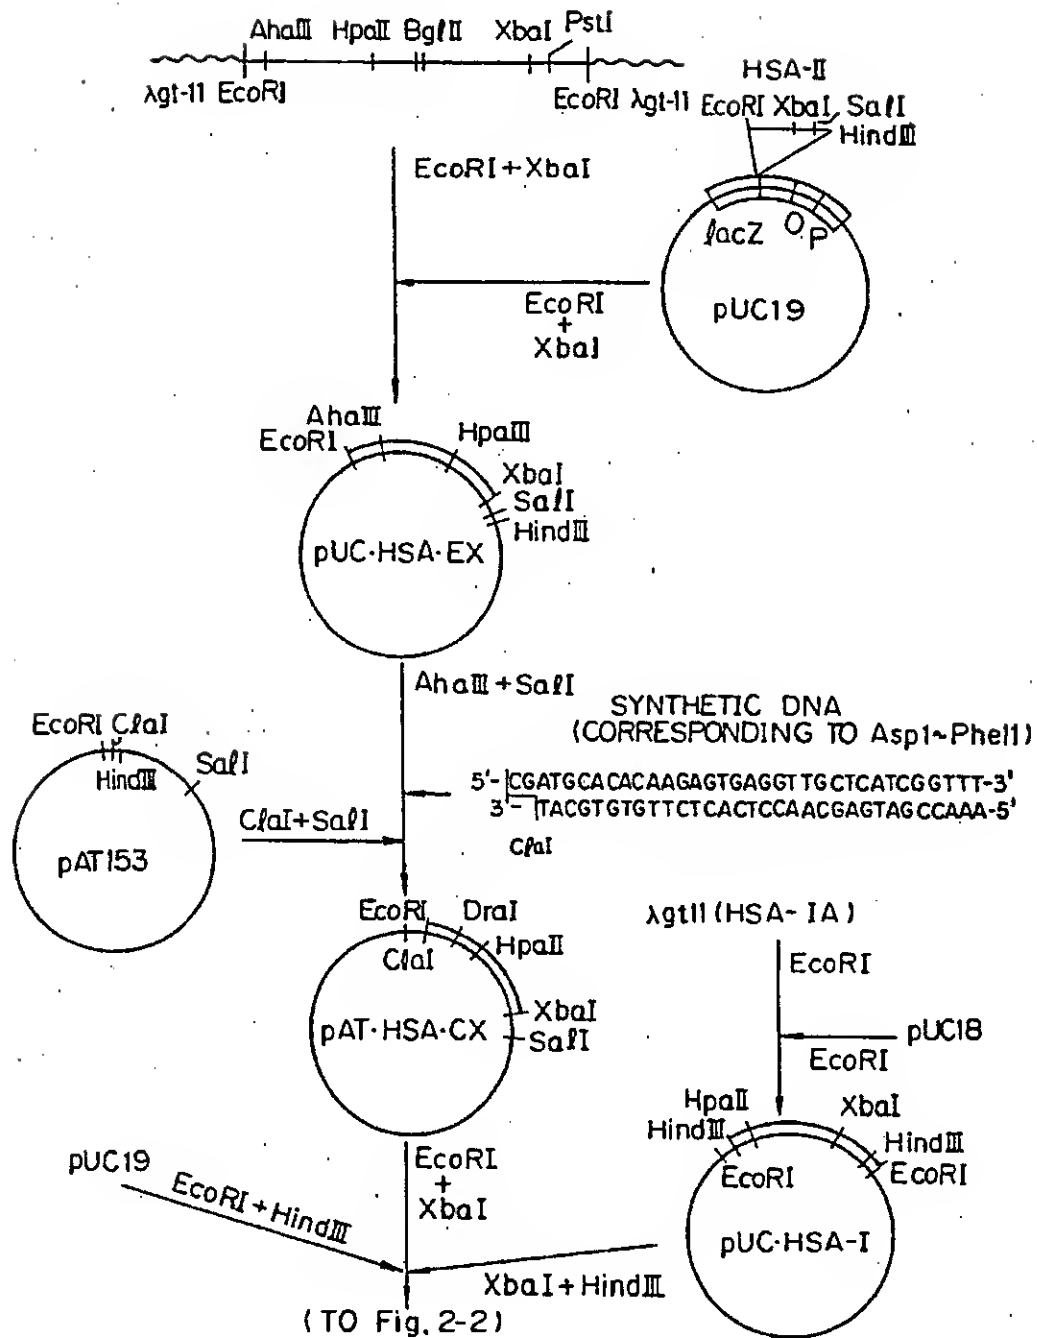 AhaIII HpaII BglII XbaI PstI
λgt-11 EcoRI
EcoRI λgt-11
HSA-II
EcoRI XbaI SalI
HindIII
EcoRI+XbaI
lacZ O P
pUC19
EcoRI
+
XbaI
AhaIII
EcoRI
HpaIII
XbaI
SalI
HindIII
pUC·HSA·EX
AhaIII+SalI
SYNTHETIC DNA
(CORRESPONDING TO Asp1~Phe11)
5'-CGATGCACACAAGAGTGAGGTTGCTCATCGGTTT-3'
3'-TACGTGTGTTCTCACTCCAACGAGTAGCCAAA-5'
ClaI
EcoRI ClaI
HindIII
SalI
pAT153
ClaI+SalI
EcoRI DraI
HpaII
ClaI
XbaI
SalI
pAT·HSA·CX
λgt11(HSA-IA)
EcoRI
pUC18
EcoRI
HpaII
HindIII
XbaI
HindIII
EcoRI
EcoRI
pUC·HSA-I
pUC19
EcoRI+HindIII
EcoRI
+
XbaI
XbaI+HindIII
(TO Fig. 2-2)